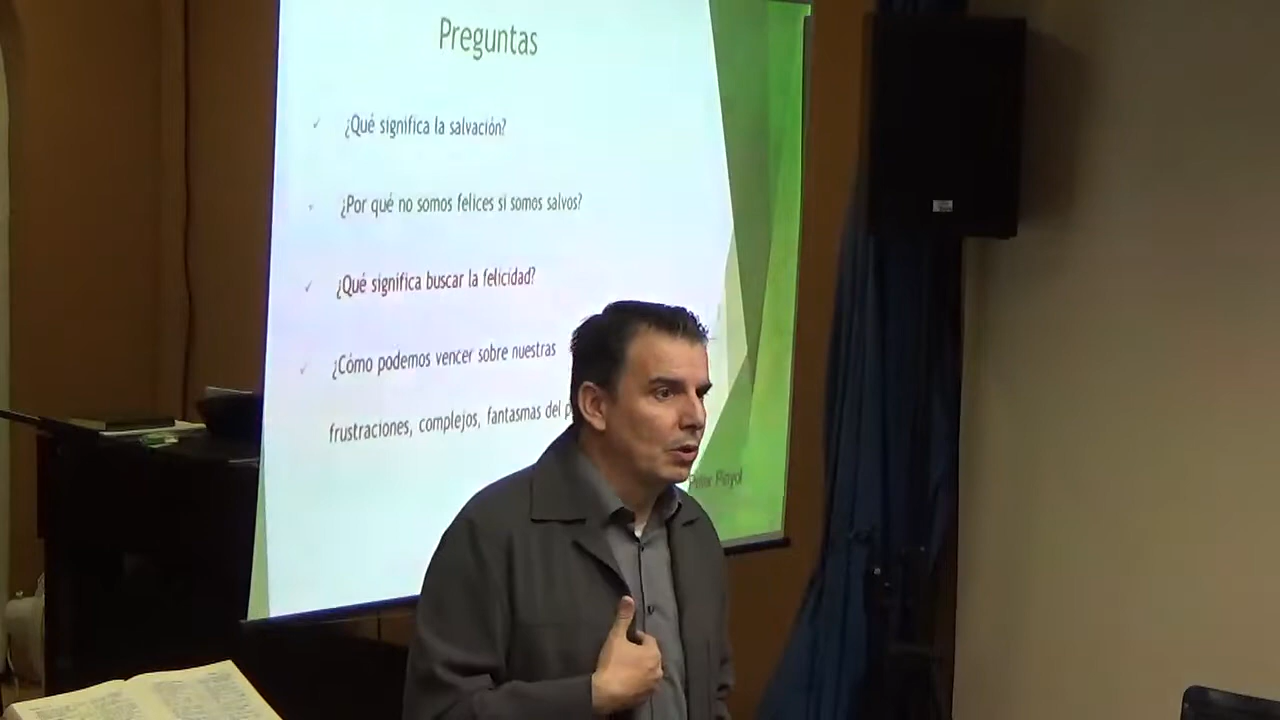 Preguntas
¿Qué significa la salvación?
¿Por qué no somos felices si somos salvos?
¿Qué significa buscar la felicidad?
¿Cómo podemos vencer sobre nuestras
frustraciones, complejos, fantasmas del